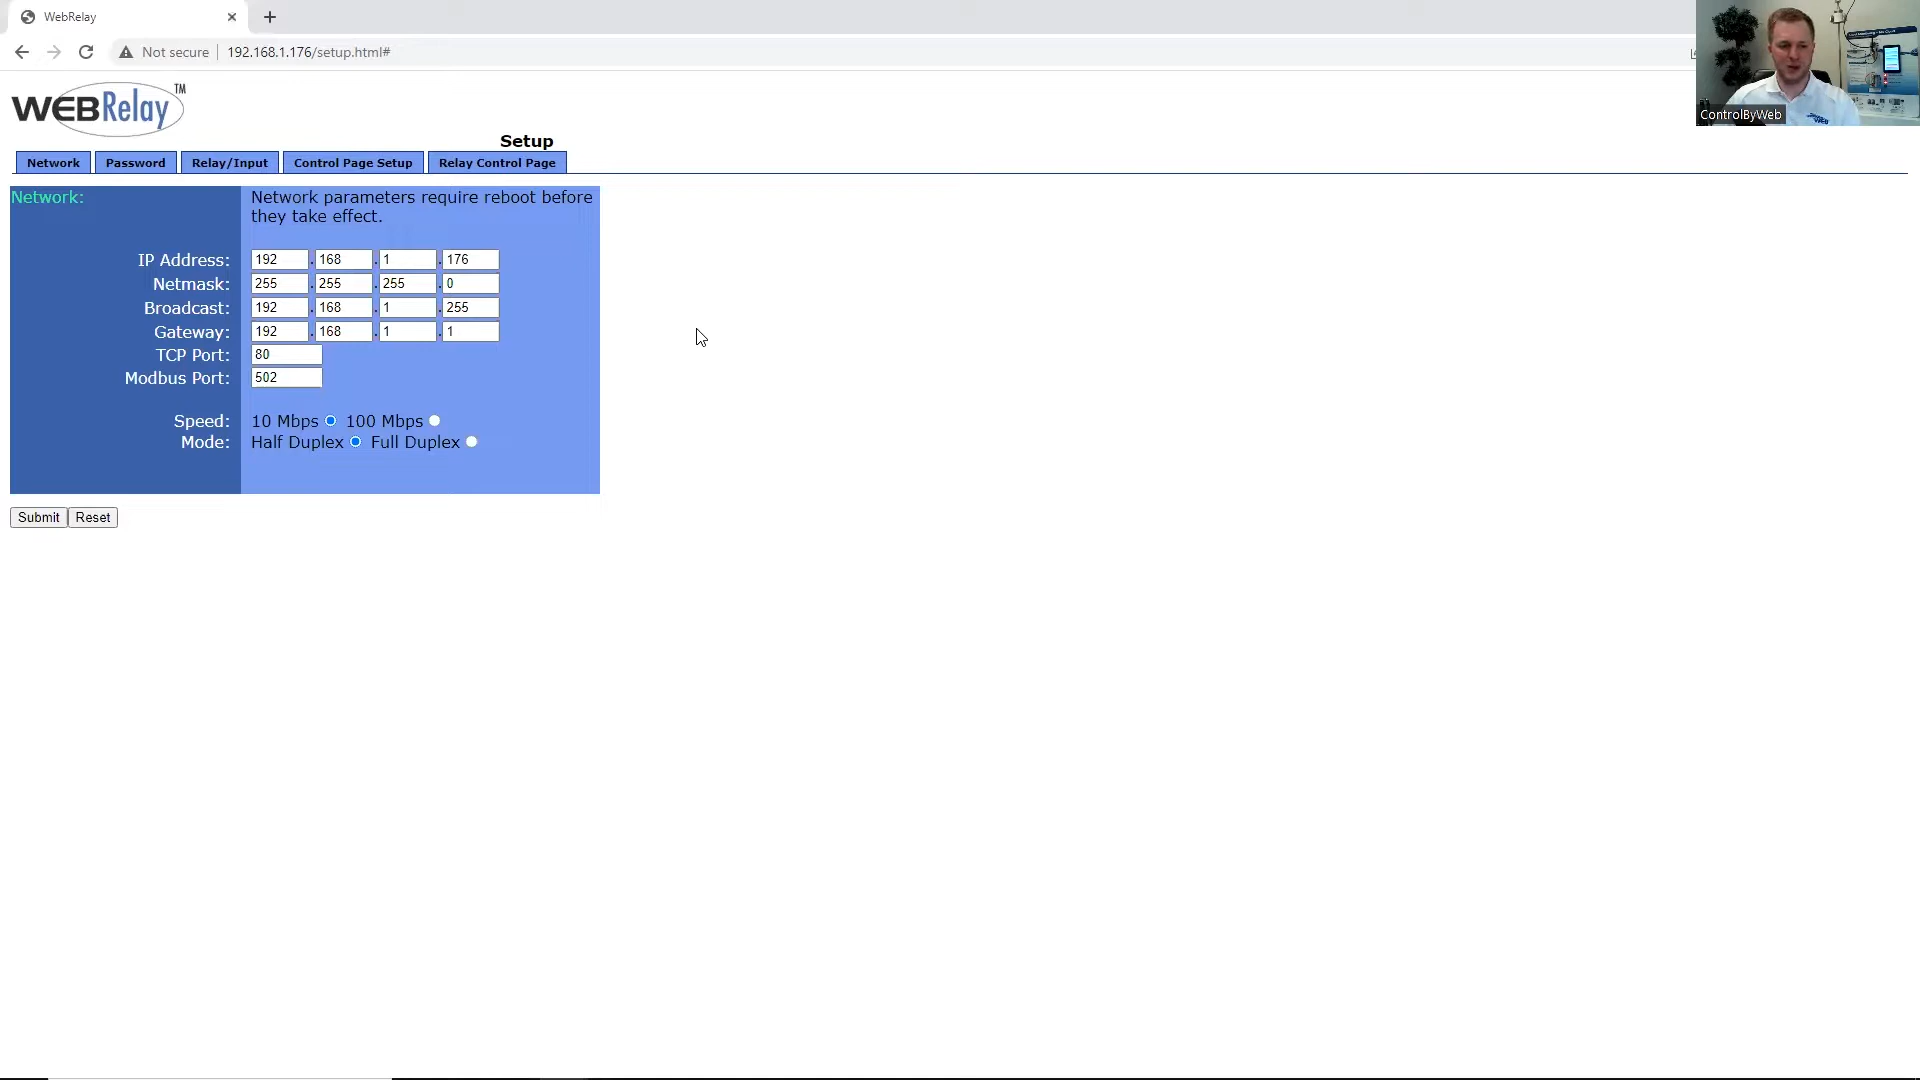 WebRelay
Not secure 192.168.1.176/setup.html#
WEBRelay™
Setup
Network Password Relay/Input Control Page Setup Relay Control Page
Network: Network parameters require reboot before
they take effect.
IP Address: 192 . 168 . 1 . 176
Netmask: 255 . 255 . 255 . 0
Broadcast: 192 . 168 . 1 . 255
Gateway: 192 . 168 . 1 . 1
TCP Port: 80
Modbus Port: 502
Speed: 10 Mbps 100 Mbps
Mode: Half Duplex Full Duplex
Submit Reset
ControlByWeb